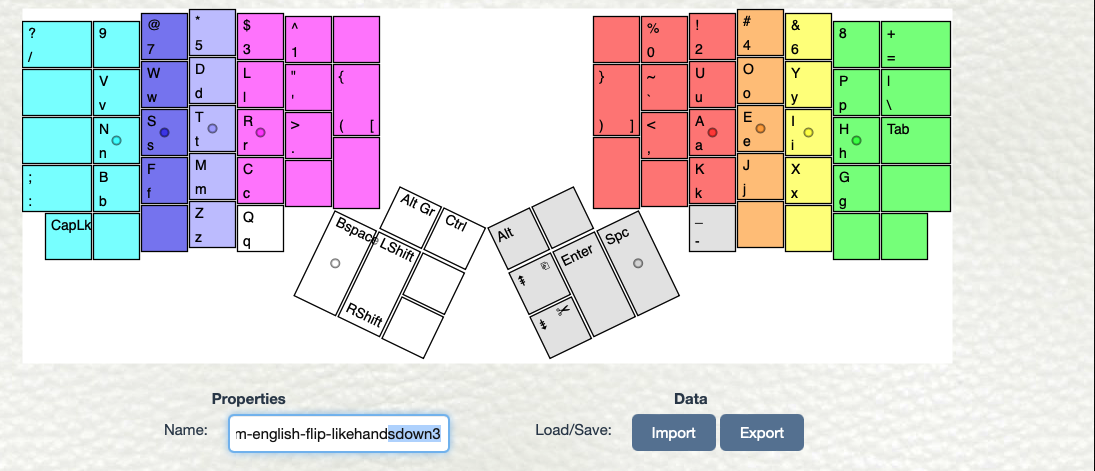 ? 9 @ * $ ^ % ! # & 8 +
/ 7 5 3 1 0 2 4 6 =
V W D L " { } ~ U O Y P |
v w d l ' ( [ ) ] ` u o y p \
N S T R > < A E I H Tab
n s t r . , a e i h
; B F M C K J X G
: b f m c k j x g
CapLk Z Q _
z q -
Alt Gr Ctrl
Bspace LShift
RShift
Alt Enter Spc
Properties Data
Name: m-english-flip-likehandsdown3 Load/Save: Import Export